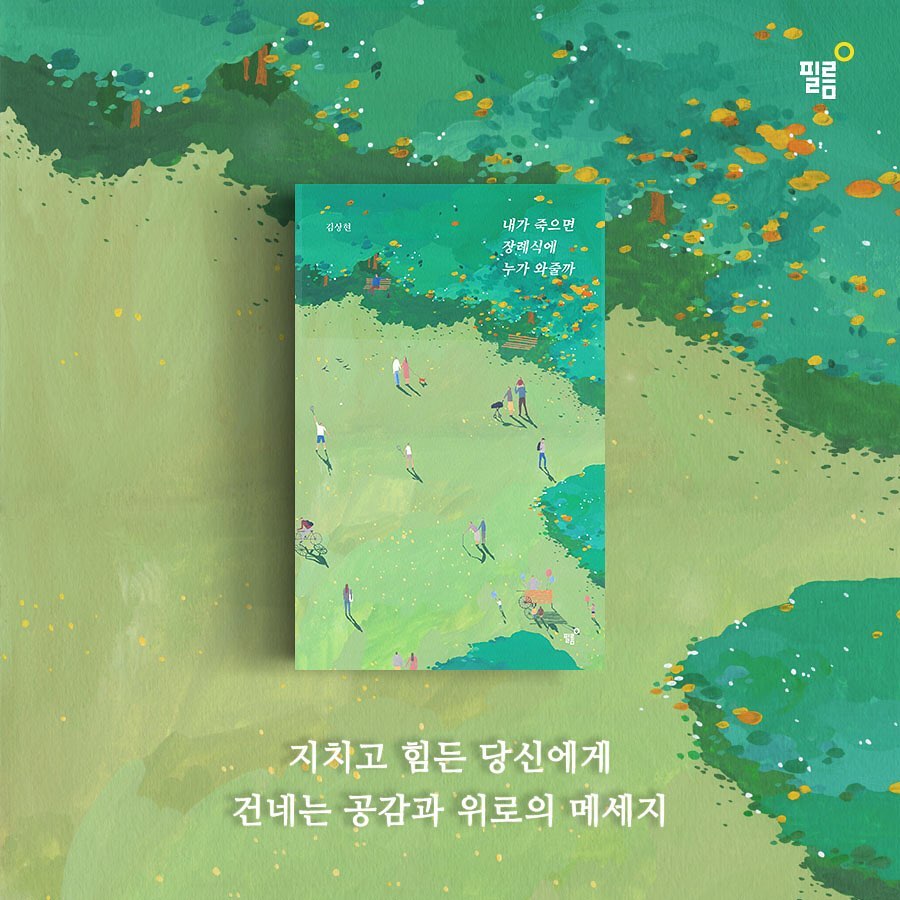 필름
김상현
내가 죽으면
장례식에
누가 와줄까
필름
지치고 힘든 당신에게
건네는 공감과 위로의 메세지